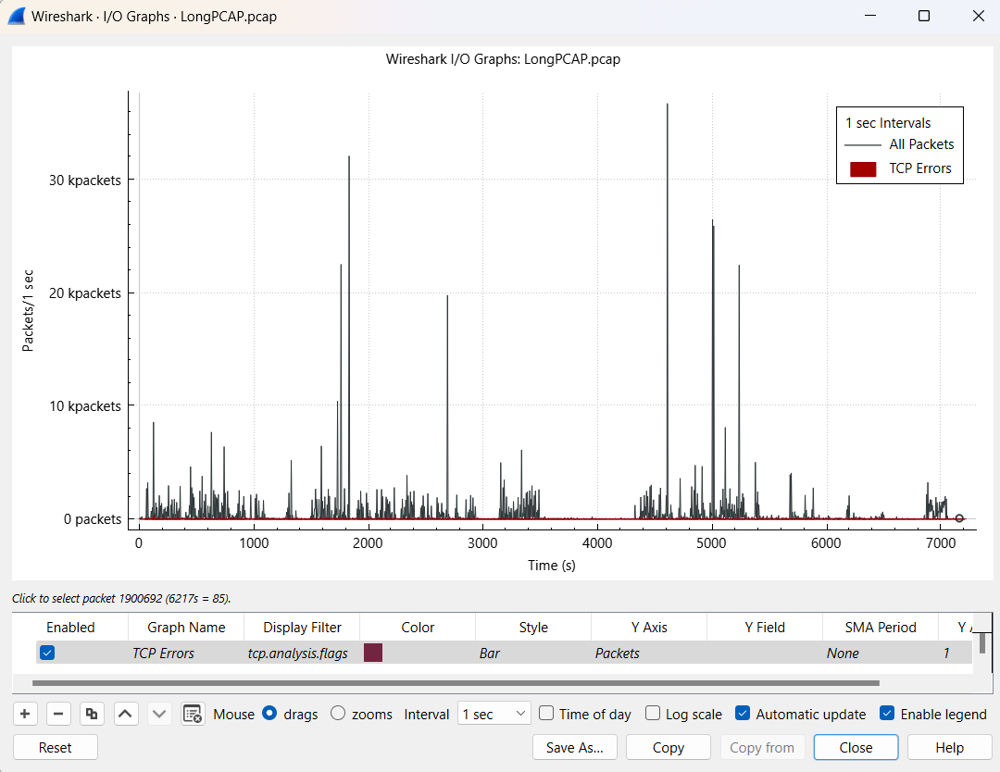 Wireshark · I/O Graphs · LongPCAP.pcap
Wireshark I/O Graphs: LongPCAP.pcap
1 sec Intervals
All Packets
TCP Errors
Packets/1 sec
30 kpackets
20 kpackets
10 kpackets
0 packets
0 1000 2000 3000 4000 5000 6000 7000
Time (s)
Click to select packet 1900692 (6217s = 85).
Enabled Graph Name Display Filter Color Style Y Axis Y Field SMA Period Y A
TCP Errors tcp.analysis.flags Bar Packets None 1
Mouse drags zooms Interval 1 sec Time of day Log scale Automatic update Enable legend
Reset Save As... Copy Copy from Close Help